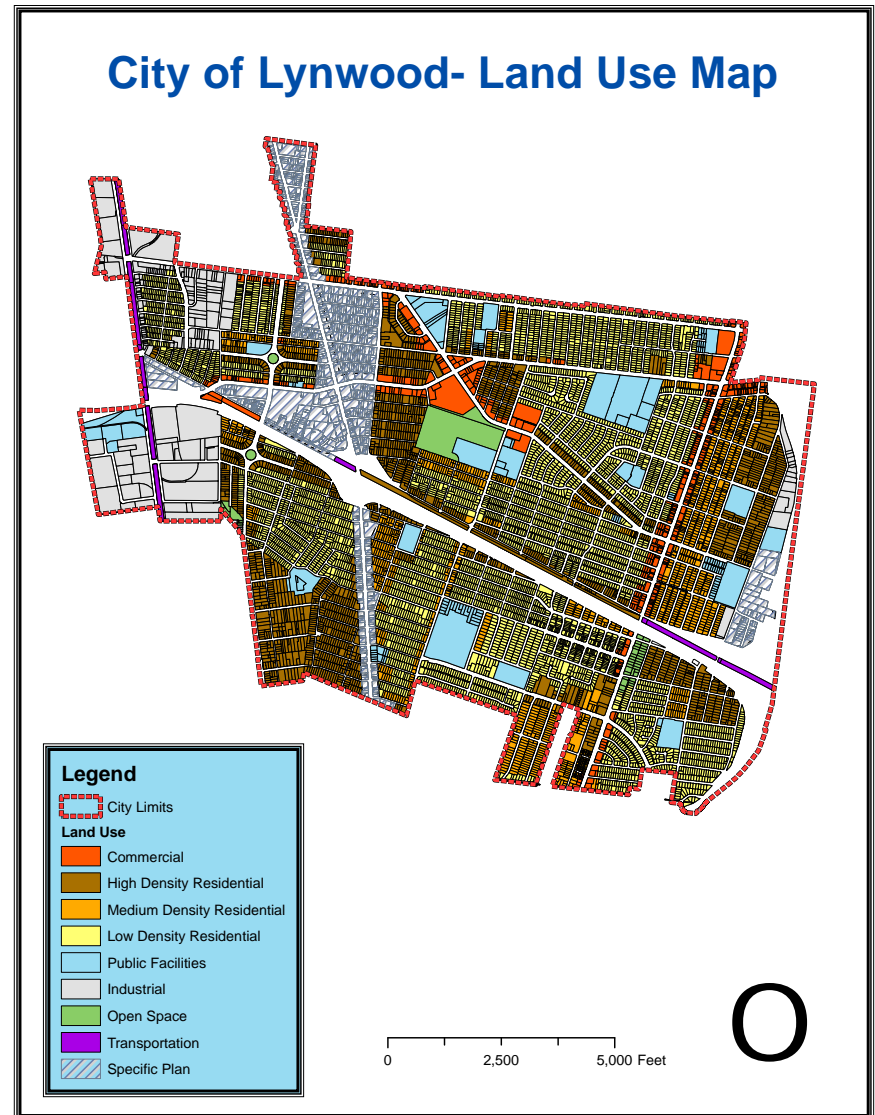 City of Lynwood- Land Use Map
Legend
City Limits
Land Use
Commercial
High Density Residential
Medium Density Residential
Low Density Residential
Public Facilities
Industrial
Open Space
Transportation
Specific Plan
0 2,500 5,000 Feet
O